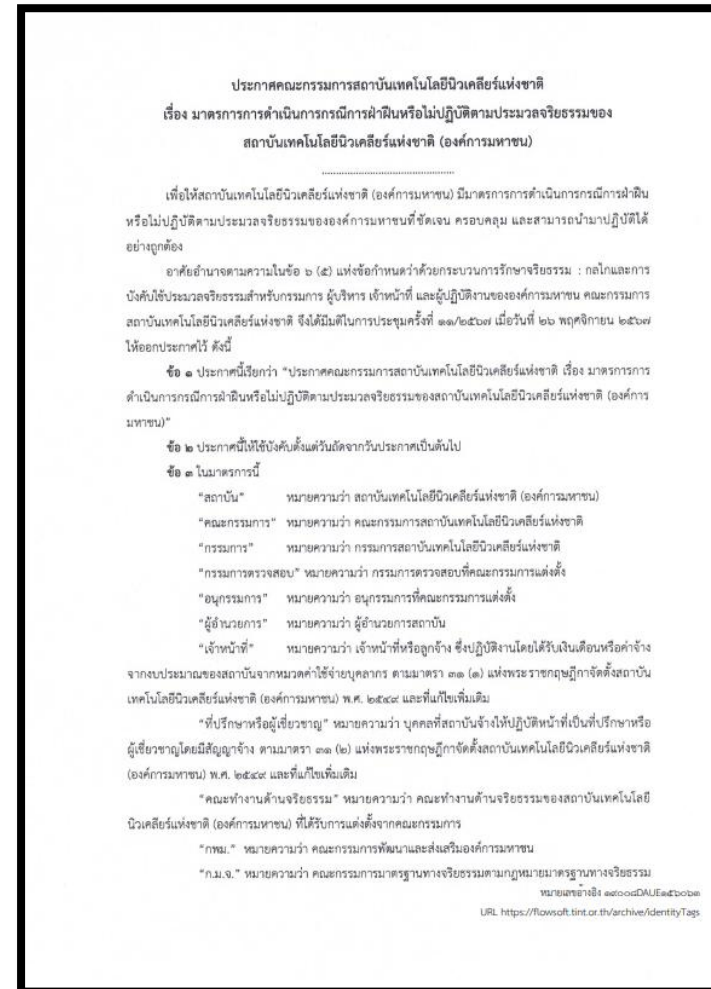 ประกาศคณะกรรมการสถาบันเทคโนโลยีนิวเคลียร์แห่งชาติ
เรื่อง มาตรการการดำเนินการกรณีการฝ่าฝืนหรือไม่ปฏิบัติตามประมวลจริยธรรมของ
สถาบันเทคโนโลยีนิวเคลียร์แห่งชาติ (องค์การมหาชน)
................................................
เพื่อให้สถาบันเทคโนโลยีนิวเคลียร์แห่งชาติ (องค์การมหาชน) มีมาตรการการดำเนินการกรณีการฝ่าฝืน
หรือไม่ปฏิบัติตามประมวลจริยธรรมขององค์การมหาชนที่ชัดเจน ครอบคลุม และสามารถนำมาปฏิบัติได้
อย่างถูกต้อง
อาศัยอำนาจตามความในข้อ ๖ (๕) แห่งข้อกำหนดว่าด้วยกระบวนการรักษาจริยธรรม : กลไกและการ
บังคับใช้ประมวลจริยธรรมสำหรับกรรมการ ผู้บริหาร เจ้าหน้าที่ และผู้ปฏิบัติงานขององค์การมหาชน คณะกรรมการ
สถาบันเทคโนโลยีนิวเคลียร์แห่งชาติ จึงได้มีมติในการประชุมครั้งที่ ๑๑/๒๕๖๗ เมื่อวันที่ ๒๖ พฤศจิกายน ๒๕๖๗
ให้ออกประกาศไว้ ดังนี้
ข้อ ๑ ประกาศนี้เรียกว่า “ประกาศคณะกรรมการสถาบันเทคโนโลยีนิวเคลียร์แห่งชาติ เรื่อง มาตรการการ
ดำเนินการกรณีการฝ่าฝืนหรือไม่ปฏิบัติตามประมวลจริยธรรมของสถาบันเทคโนโลยีนิวเคลียร์แห่งชาติ (องค์การ
มหาชน)”
ข้อ ๒ ประกาศนี้ให้ใช้บังคับตั้งแต่วันถัดจากวันประกาศเป็นต้นไป
ข้อ ๓ ในมาตรการนี้
“สถาบัน” หมายความว่า สถาบันเทคโนโลยีนิวเคลียร์แห่งชาติ (องค์การมหาชน)
“คณะกรรมการ” หมายความว่า คณะกรรมการสถาบันเทคโนโลยีนิวเคลียร์แห่งชาติ
“กรรมการ” หมายความว่า กรรมการสถาบันเทคโนโลยีนิวเคลียร์แห่งชาติ
“กรรมการตรวจสอบ” หมายความว่า กรรมการตรวจสอบที่คณะกรรมการแต่งตั้ง
“อนุกรรมการ” หมายความว่า อนุกรรมการที่คณะกรรมการแต่งตั้ง
“ผู้อำนวยการ” หมายความว่า ผู้อำนวยการสถาบัน
“เจ้าหน้าที่” หมายความว่า เจ้าหน้าที่หรือลูกจ้าง ซึ่งปฏิบัติงานโดยได้รับเงินเดือนหรือค่าจ้าง
จากงบประมาณของสถาบันจากหมวดค่าใช้จ่ายบุคลากร ตามมาตรา ๓๑ (๑) แห่งพระราชกฤษฎีกาจัดตั้งสถาบัน
เทคโนโลยีนิวเคลียร์แห่งชาติ (องค์การมหาชน) พ.ศ. ๒๕๔๙ และที่แก้ไขเพิ่มเติม
“ที่ปรึกษาหรือผู้เชี่ยวชาญ” หมายความว่า บุคคลที่สถาบันจ้างให้ปฏิบัติหน้าที่เป็นที่ปรึกษาหรือ
ผู้เชี่ยวชาญโดยมีสัญญาจ้าง ตามมาตรา ๓๑ (๒) แห่งพระราชกฤษฎีกาจัดตั้งสถาบันเทคโนโลยีนิวเคลียร์แห่งชาติ
(องค์การมหาชน) พ.ศ. ๒๕๔๙ และที่แก้ไขเพิ่มเติม
“คณะทำงานด้านจริยธรรม” หมายความว่า คณะทำงานด้านจริยธรรมของสถาบันเทคโนโลยี
นิวเคลียร์แห่งชาติ (องค์การมหาชน) ที่ได้รับการแต่งตั้งจากคณะกรรมการ
“กพม.” หมายความว่า คณะกรรมการพัฒนาและส่งเสริมองค์การมหาชน
“ก.ม.จ.” หมายความว่า คณะกรรมการมาตรฐานทางจริยธรรมตามกฎหมายมาตรฐานทางจริยธรรม
หมายเลขอ้างอิง ๑๙๐๐๘DAUE๑๕๖๐๖๓
URL https://flowsoft.tint.or.th/archive/identityTags